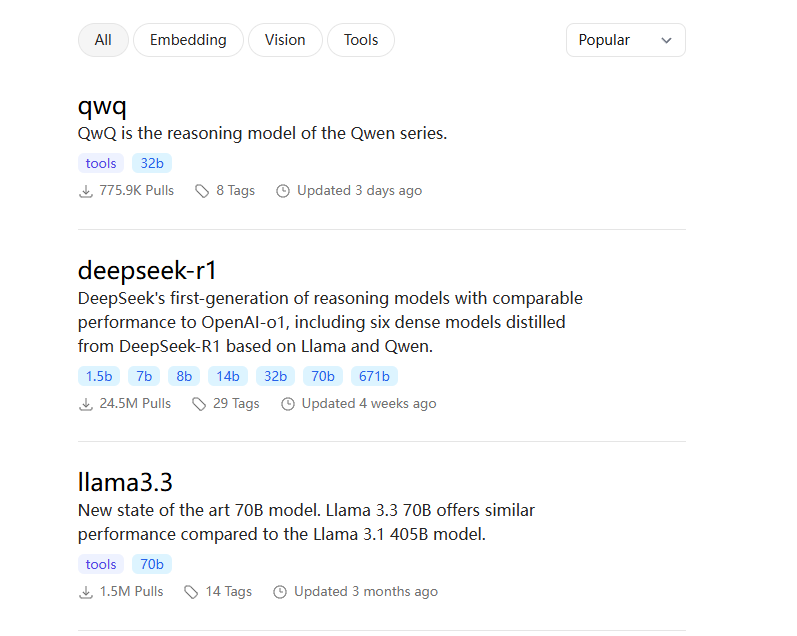 All Embedding Vision Tools Popular
qwq
QwQ is the reasoning model of the Qwen series.
tools 32b
775.9K Pulls 8 Tags Updated 3 days ago
deepseek-r1
DeepSeek's first-generation of reasoning models with comparable
performance to OpenAI-o1, including six dense models distilled
from DeepSeek-R1 based on Llama and Qwen.
1.5b 7b 8b 14b 32b 70b 671b
24.5M Pulls 29 Tags Updated 4 weeks ago
llama3.3
New state of the art 70B model. Llama 3.3 70B offers similar
performance compared to the Llama 3.1 405B model.
tools 70b
1.5M Pulls 14 Tags Updated 3 months ago